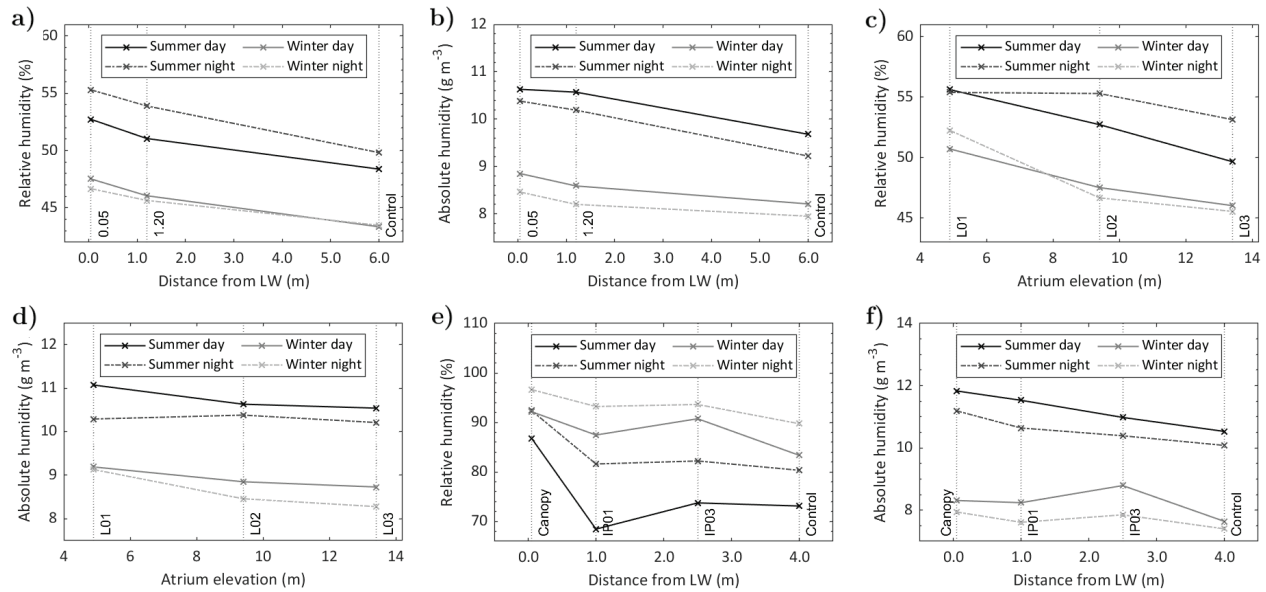 a)
60
55
50
45
Relative humidity (%)
Summer day
Winter day
Summer night
Winter night
0.05
1.20
Control
0.0 1.0 2.0 3.0 4.0 5.0 6.0
Distance from LW (m)
b)
12
11
10
9
8
Absolute humidity (g m-3)
Summer day
Winter day
Summer night
Winter night
0.05
1.20
Control
0.0 1.0 2.0 3.0 4.0 5.0 6.0
Distance from LW (m)
c)
60
55
50
45
Relative humidity (%)
Summer day
Winter day
Summer night
Winter night
L01
L02
L03
4 6 8 10 12 14
Atrium elevation (m)
d)
12
11
10
9
8
Absolute humidity (g m-3)
Summer day
Winter day
Summer night
Winter night
L01
L02
L03
4 6 8 10 12 14
Atrium elevation (m)
e)
110
100
90
80
70
Relative humidity (%)
Summer day
Winter day
Summer night
Winter night
Canopy
IP01
IP03
Control
0.0 1.0 2.0 3.0 4.0
Distance from LW (m)
f)
14
12
10
8
Absolute humidity (g m-3)
Summer day
Winter day
Summer night
Winter night
Canopy
IP01
IP03
Control
0.0 1.0 2.0 3.0 4.0
Distance from LW (m)